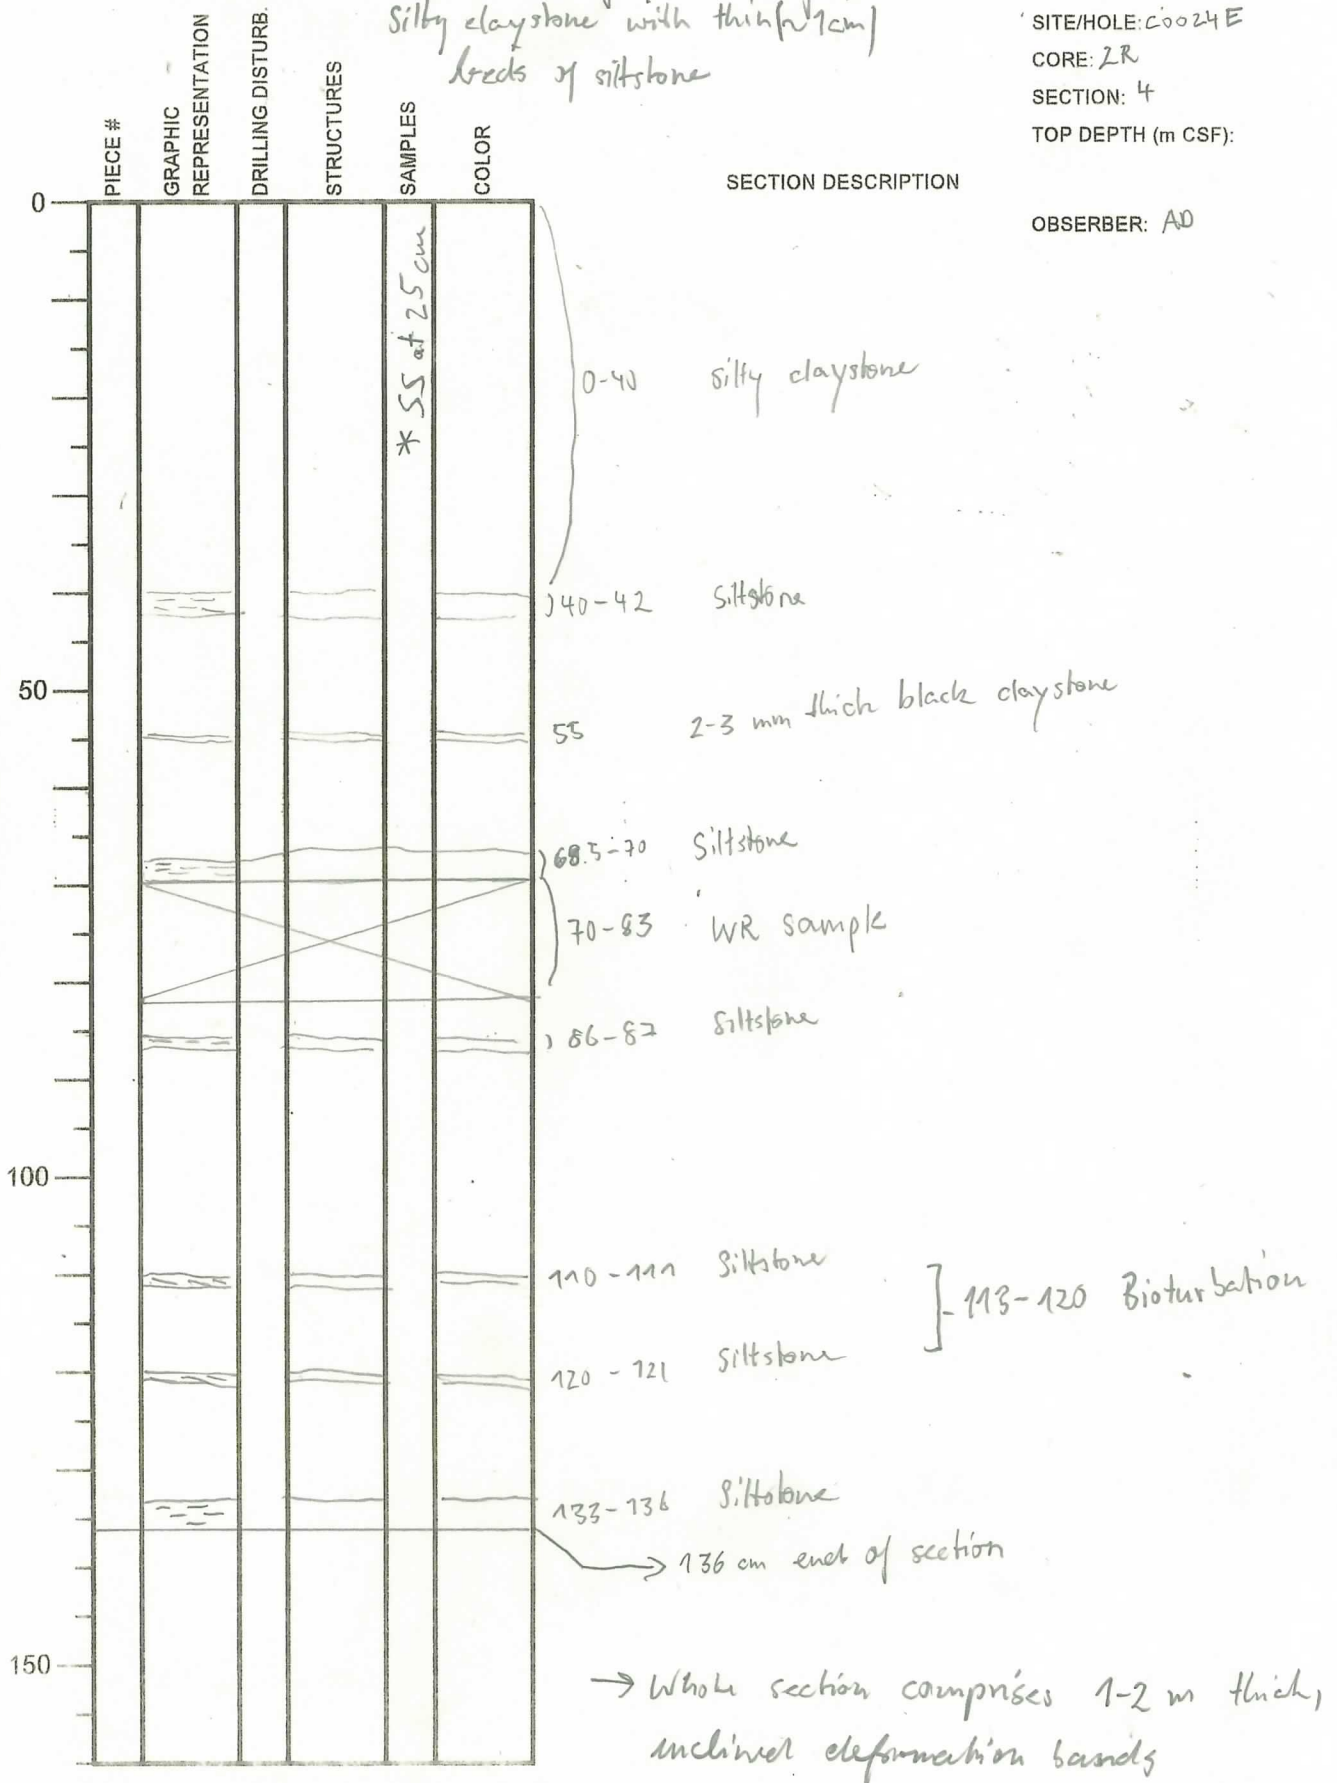 Silty claystone with thin (~1cm)
beds of siltstone
SITE/HOLE: C0024E
CORE: 2R
SECTION: 4
TOP DEPTH (m CSF):
SECTION DESCRIPTION
OBSERBER: AD
PIECE #
GRAPHIC
REPRESENTATION
DRILLING DISTURB.
STRUCTURES
SAMPLES
COLOR
0
* SS at 25 cm
0-40 silty claystone
40-42 Siltstone
50
55 2-3 mm thick black claystone
68.5-70 Siltstone
70-83 WR sample
86-87 Siltstone
100
110-111 Siltstone
113-120 Bioturbation
120-121 Siltstone
133-136 Siltstone
→ 136 cm end of section
150
→ Whole section comprises 1-2 m thick,
inclined deformation bands